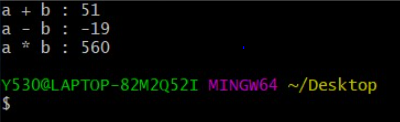 a + b : 51
a - b : -19
a * b : 560
Y530@LAPTOP-82M2Q52I MINGW64 ~/Desktop
$